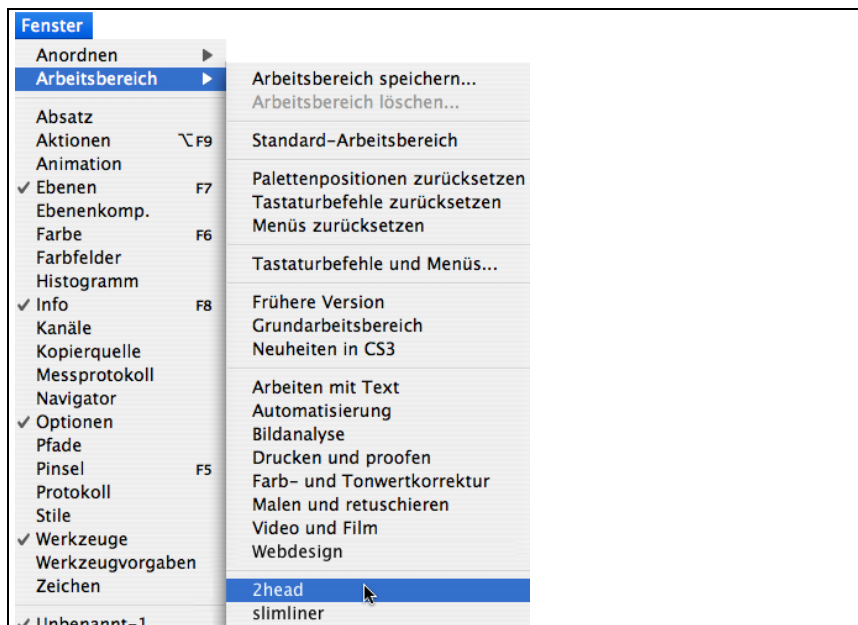 Fenster
Anordnen
Arbeitsbereich
Absatz
Aktionen ⌥F9
Animation
✓ Ebenen F7
Ebenenkomp.
Farbe F6
Farbfelder
Histogramm
✓ Info F8
Kanäle
Kopierquelle
Messprotokoll
Navigator
✓ Optionen
Pfade
Pinsel F5
Protokoll
Stile
✓ Werkzeuge
Werkzeugvorgaben
Zeichen
✓ Unbenannt-1
Arbeitsbereich speichern...
Arbeitsbereich löschen...
Standard-Arbeitsbereich
Palettenpositionen zurücksetzen
Tastaturbefehle zurücksetzen
Menüs zurücksetzen
Tastaturbefehle und Menüs...
Frühere Version
Grundarbeitsbereich
Neuheiten in CS3
Arbeiten mit Text
Automatisierung
Bildanalyse
Drucken und proofen
Farb- und Tonwertkorrektur
Malen und retuschieren
Video und Film
Webdesign
2head
slimliner